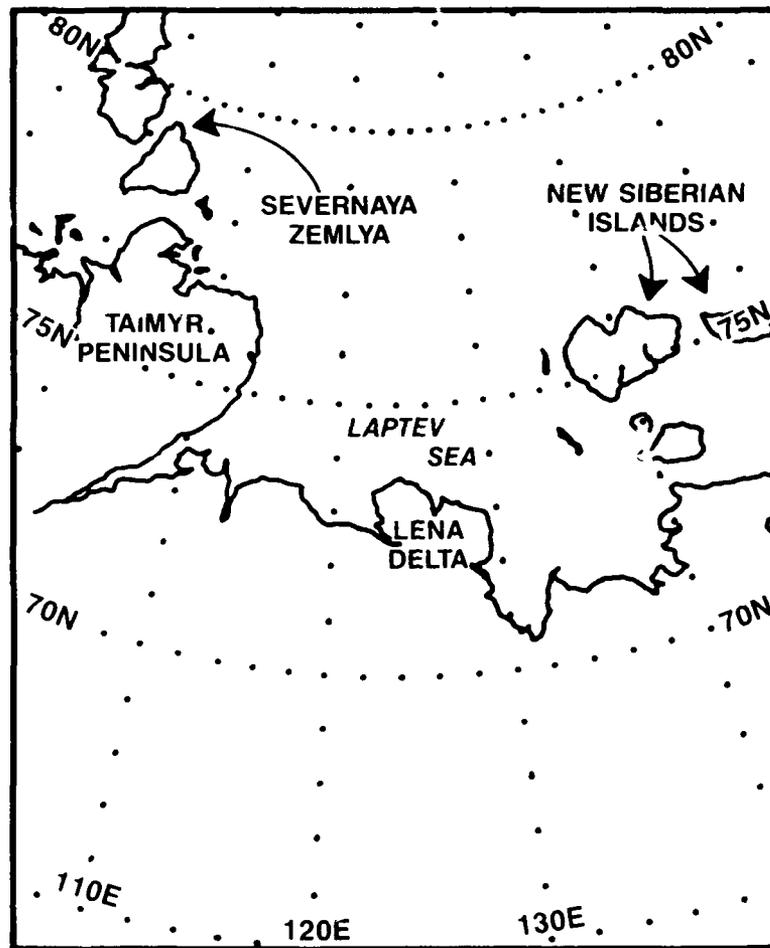 80N
80N
SEVERNAYA
ZEMLYA
NEW SIBERIAN
ISLANDS
75N
TAIMYR
PENINSULA
75N
LAPTEV
SEA
LENA
DELTA
70N
70N
110E
120E
130E